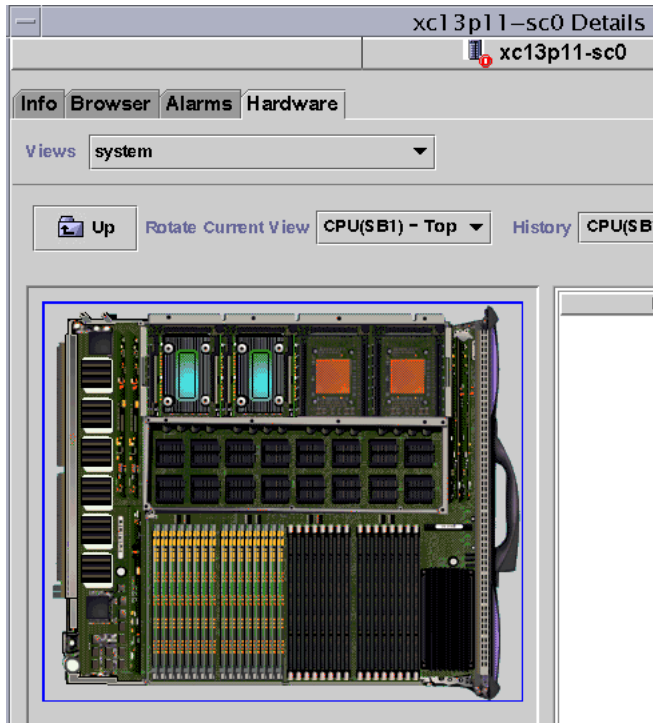 xc13p11-sc0 Details
xc13p11-sc0
Info Browser Alarms Hardware
Views system
Up Rotate Current View CPU(SB1) - Top History CPU(SB